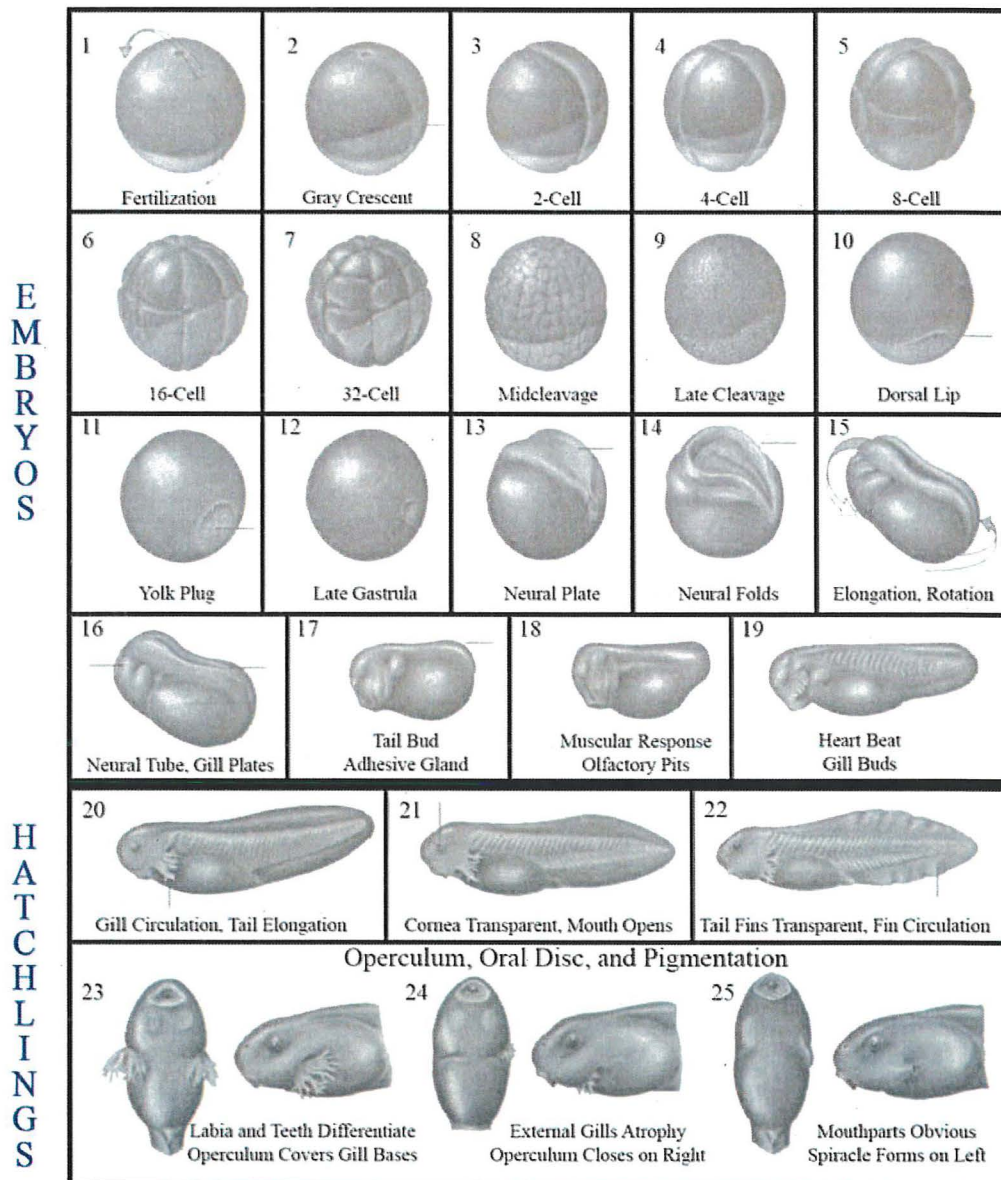 EMBRYOS
1
Fertilization
2
Gray Crescent
3
2-Cell
4
4-Cell
5
8-Cell
6
16-Cell
7
32-Cell
8
Midcleavage
9
Late Cleavage
10
Dorsal Lip
11
Yolk Plug
12
Late Gastrula
13
Neural Plate
14
Neural Folds
15
Elongation, Rotation
16
Neural Tube, Gill Plates
17
Tail Bud
Adhesive Gland
18
Muscular Response
Olfactory Pits
19
Heart Beat
Gill Buds
HATCHLINGS
20
Gill Circulation, Tail Elongation
21
Cornea Transparent, Mouth Opens
22
Tail Fins Transparent, Fin Circulation
Operculum, Oral Disc, and Pigmentation
23
Labia and Teeth Differentiate
Operculum Covers Gill Bases
24
External Gills Atrophy
Operculum Closes on Right
25
Mouthparts Obvious
Spiracle Forms on Left